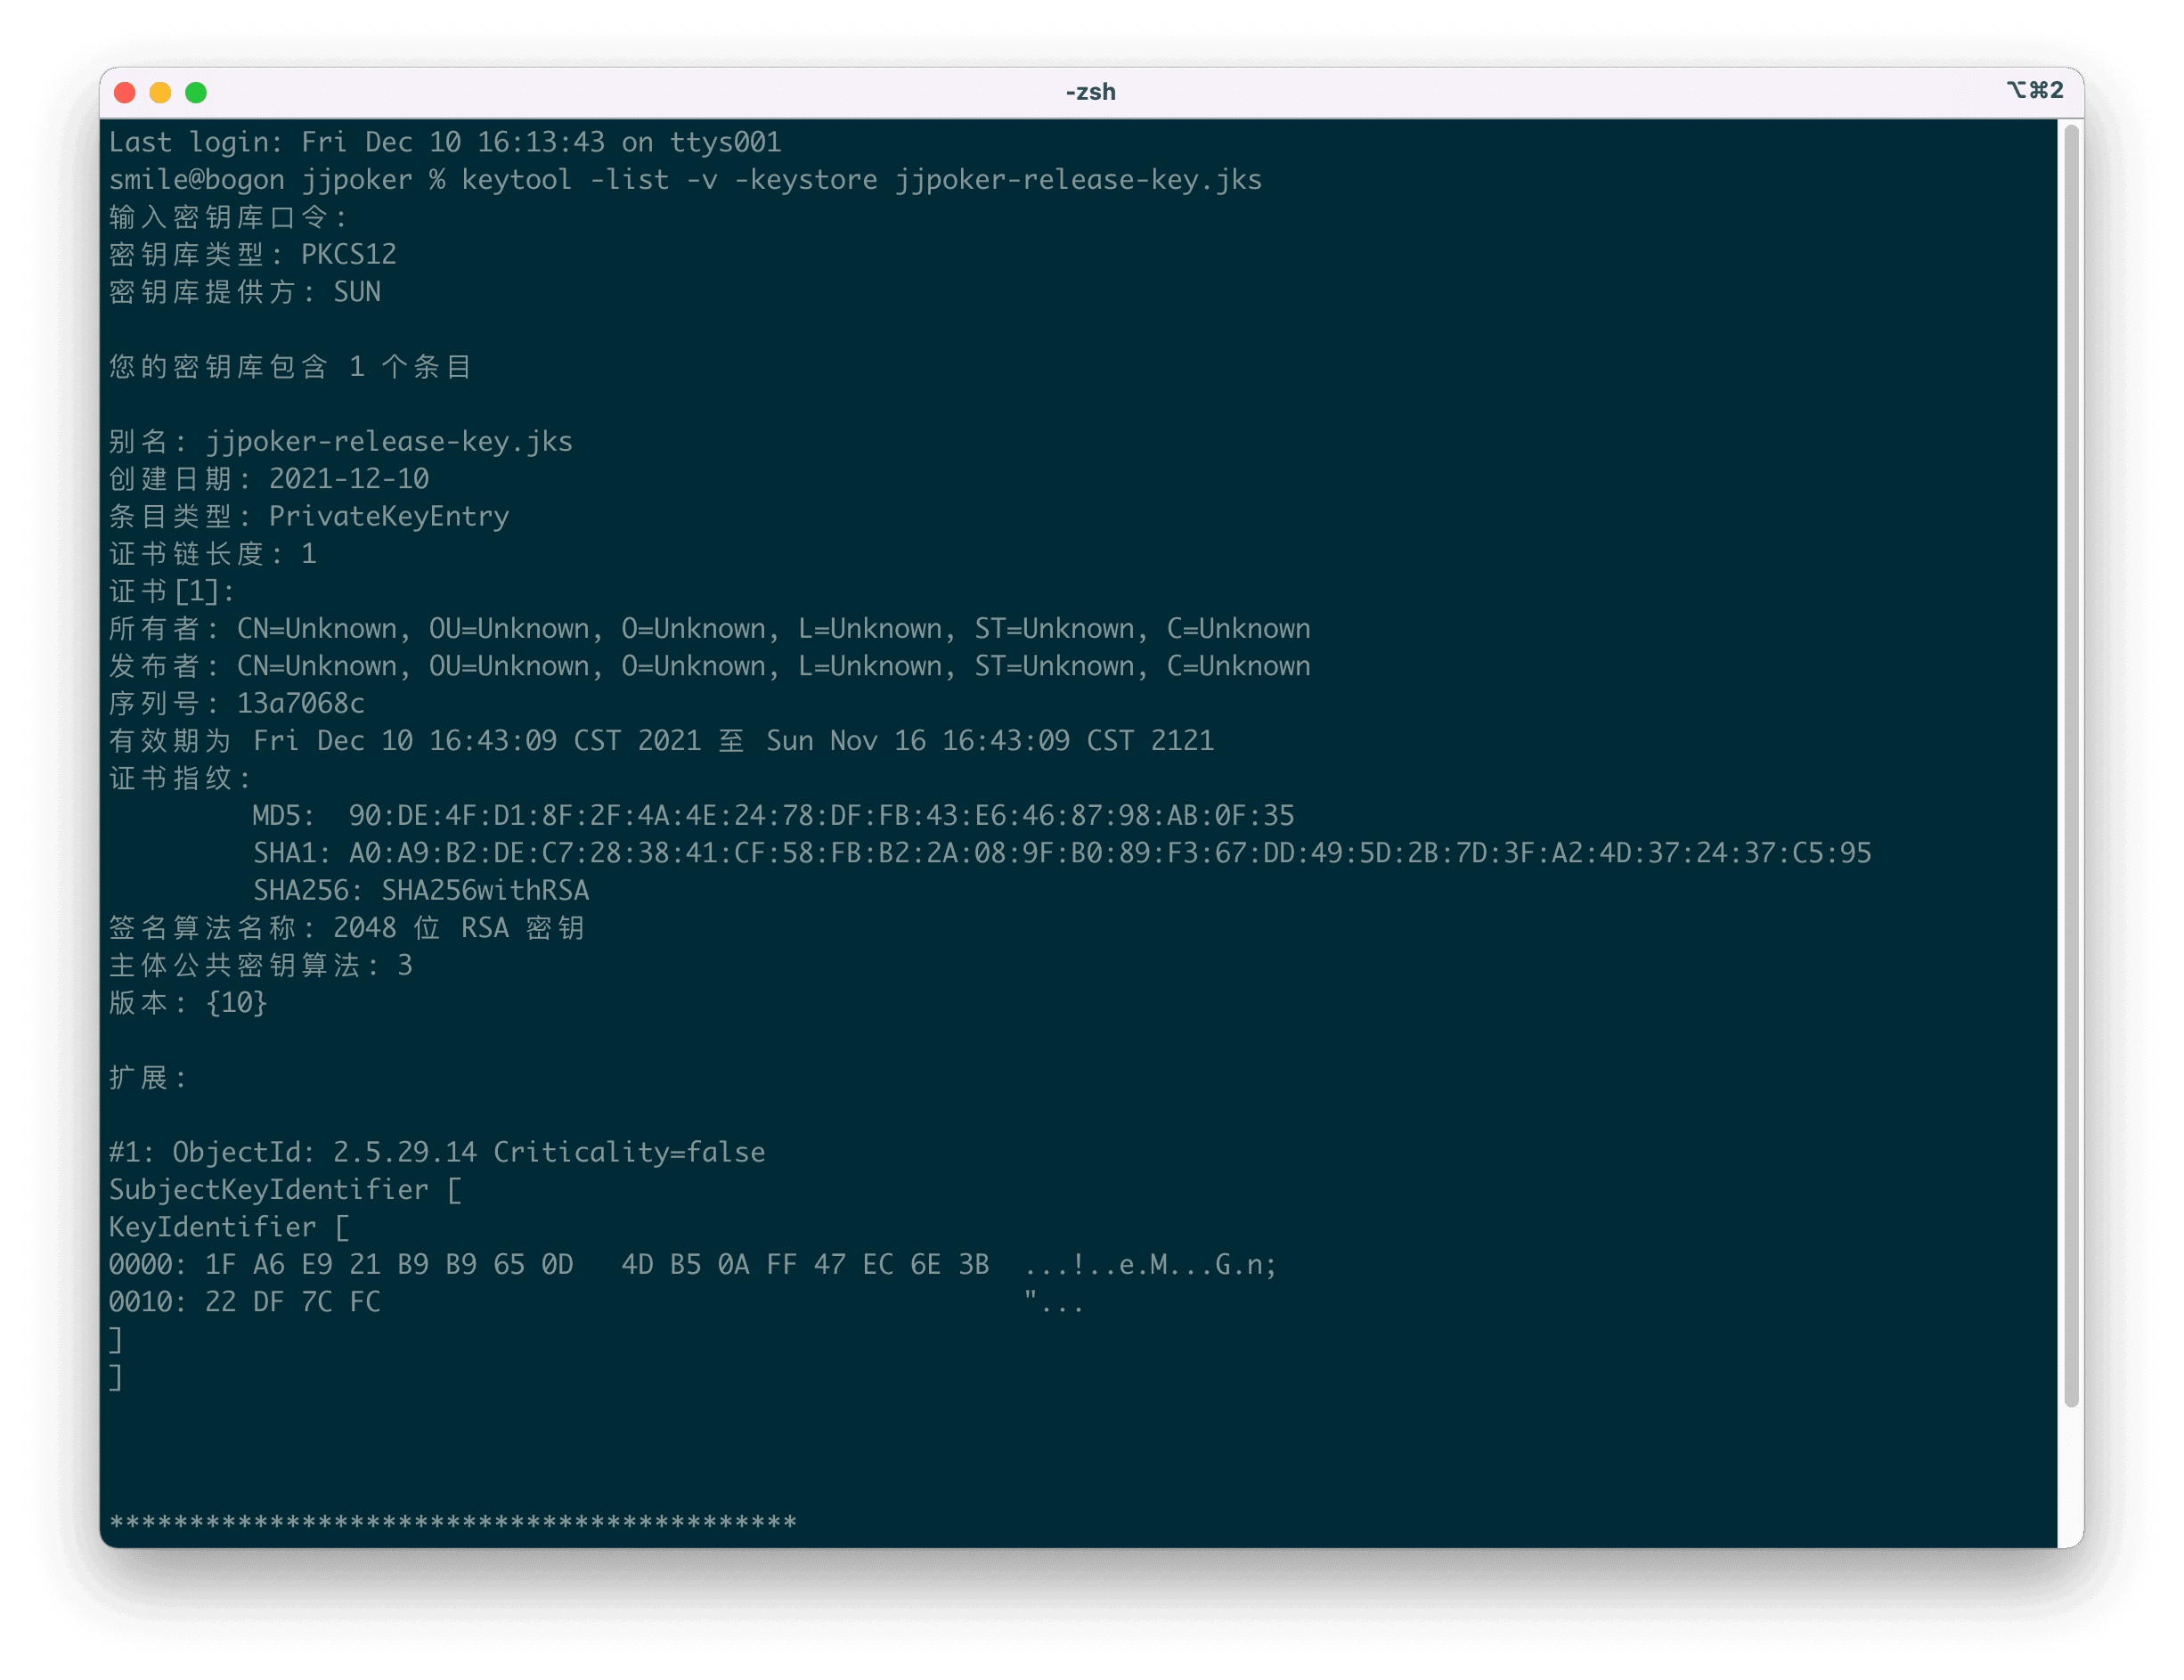 -zsh
⌥⌘2
Last login: Fri Dec 10 16:13:43 on ttys001
smile@bogon jjpoker % keytool -list -v -keystore jjpoker-release-key.jks
输入密钥库口令:
密钥库类型: PKCS12
密钥库提供方: SUN
您的密钥库包含 1 个条目
别名: jjpoker-release-key.jks
创建日期: 2021-12-10
条目类型: PrivateKeyEntry
证书链长度: 1
证书[1]:
所有者: CN=Unknown, OU=Unknown, O=Unknown, L=Unknown, ST=Unknown, C=Unknown
发布者: CN=Unknown, OU=Unknown, O=Unknown, L=Unknown, ST=Unknown, C=Unknown
序列号: 13a7068c
有效期为 Fri Dec 10 16:43:09 CST 2021 至 Sun Nov 16 16:43:09 CST 2121
证书指纹:
MD5:  90:DE:4F:D1:8F:2F:4A:4E:24:78:DF:FB:43:E6:46:87:98:AB:0F:35
SHA1: A0:A9:B2:DE:C7:28:38:41:CF:58:FB:B2:2A:08:9F:B0:89:F3:67:DD:49:5D:2B:7D:3F:A2:4D:37:24:37:C5:95
SHA256: SHA256withRSA
签名算法名称: 2048 位 RSA 密钥
主体公共密钥算法: 3
版本: {10}
扩展:
#1: ObjectId: 2.5.29.14 Criticality=false
SubjectKeyIdentifier [
KeyIdentifier [
0000: 1F A6 E9 21 B9 B9 65 0D   4D B5 0A FF 47 EC 6E 3B  ...!..e.M...G.n;
0010: 22 DF 7C FC                                        "...
]
]
*******************************************